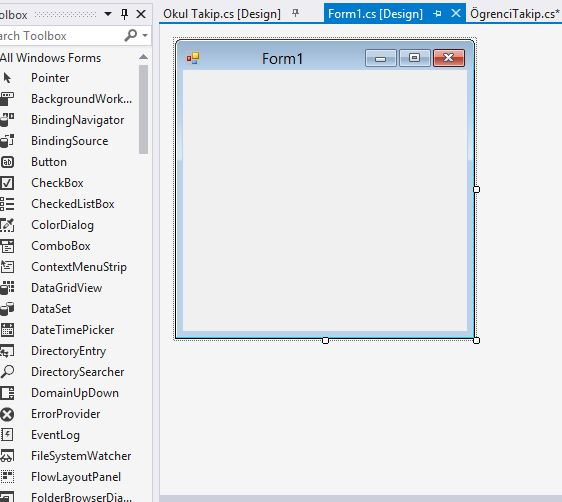 olbox
Okul Takip.cs [Design]
Form1.cs [Design]
ÖgrenciTakip.cs*
arch Toolbox
All Windows Forms
Form1
Pointer
BackgroundWork...
BindingNavigator
BindingSource
Button
CheckBox
CheckedListBox
ColorDialog
ComboBox
ContextMenuStrip
DataGridView
DataSet
DateTimePicker
DirectoryEntry
DirectorySearcher
DomainUpDown
ErrorProvider
EventLog
FileSystemWatcher
FlowLayoutPanel
FolderBrowserDia...